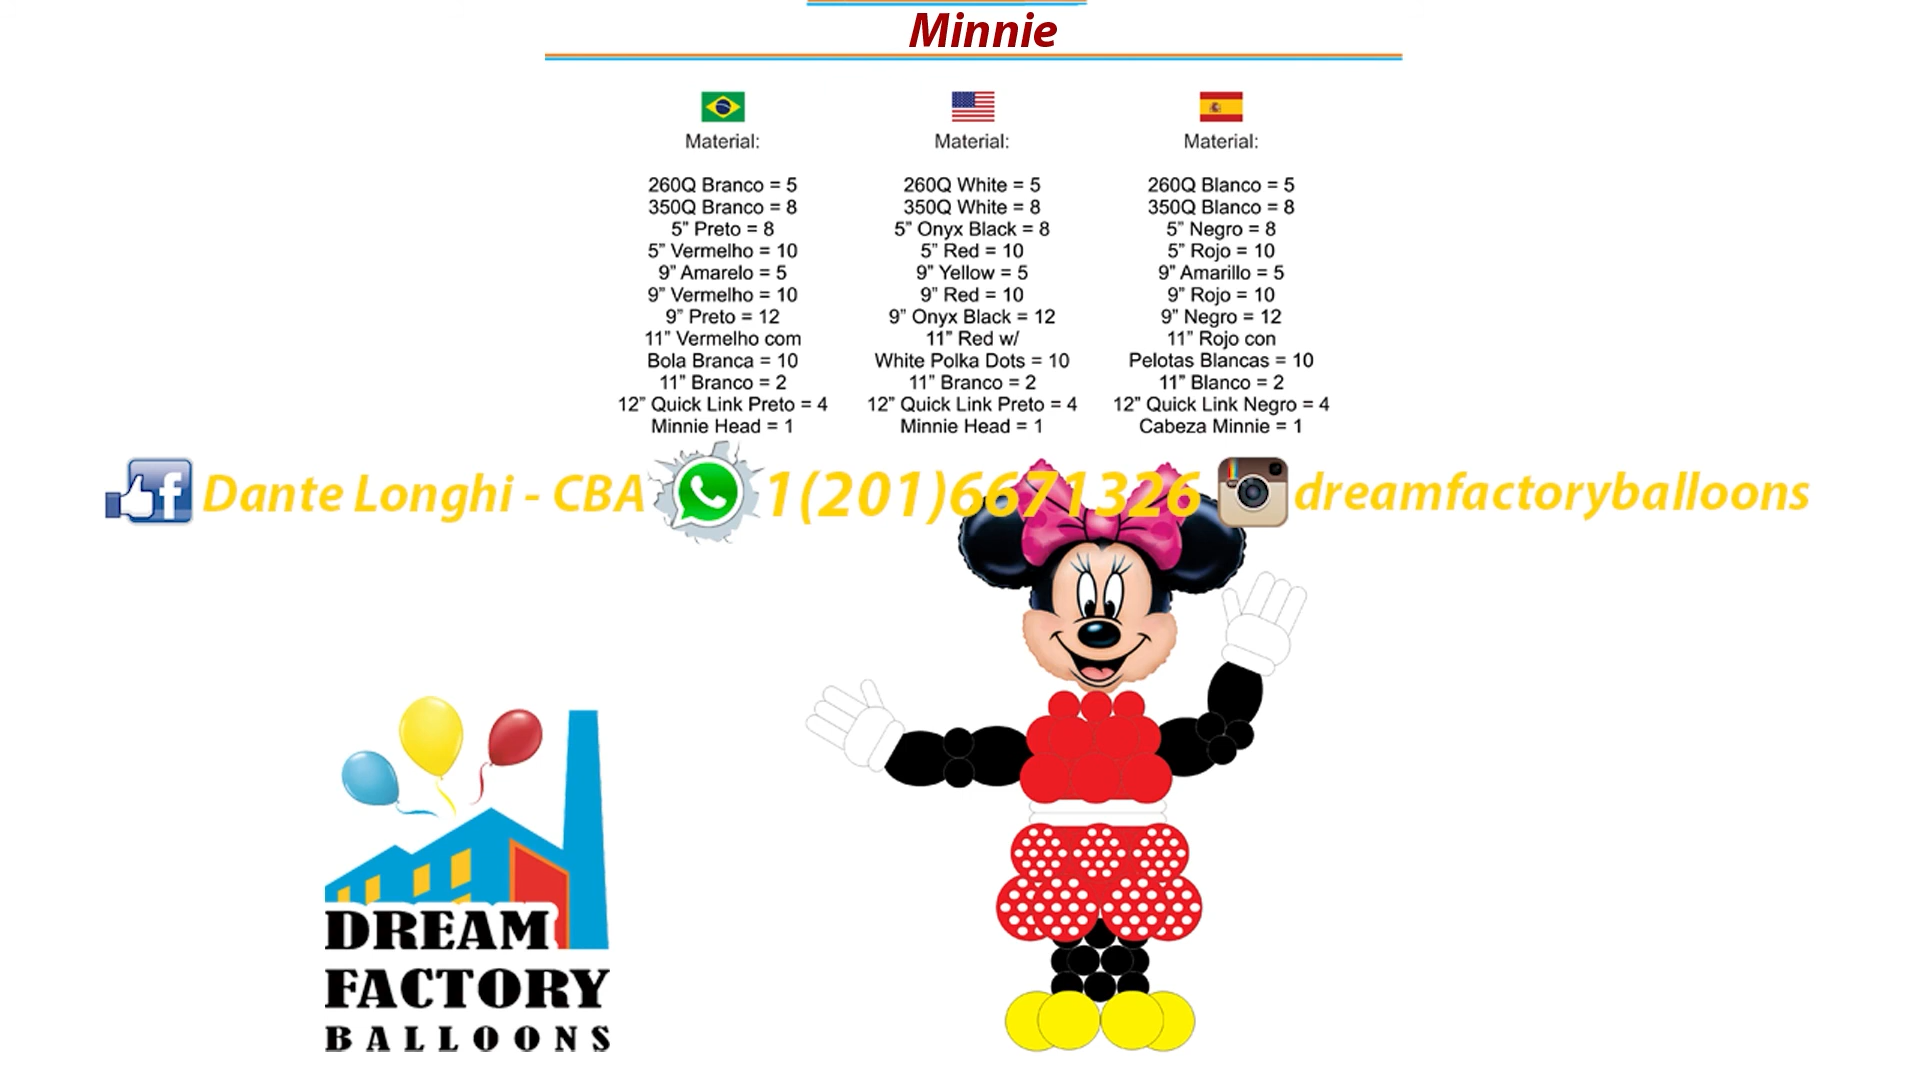 Minnie
Material:
260Q Branco = 5
350Q Branco = 8
5” Preto = 8
5” Vermelho = 10
9” Amarelo = 5
9” Vermelho = 10
9” Preto = 12
11” Vermelho com
Bola Branca = 10
11” Branco = 2
12” Quick Link Preto = 4
Minnie Head = 1
Material:
260Q White = 5
350Q White = 8
5” Onyx Black = 8
5” Red = 10
9” Yellow = 5
9” Red = 10
9” Onyx Black = 12
11” Red w/
White Polka Dots = 10
11” Branco = 2
12” Quick Link Preto = 4
Minnie Head = 1
Material:
260Q Blanco = 5
350Q Blanco = 8
5” Negro = 8
5” Rojo = 10
9” Amarillo = 5
9” Rojo = 10
9” Negro = 12
11” Rojo con
Pelotas Blancas = 10
11” Blanco = 2
12” Quick Link Negro = 4
Cabeza Minnie = 1
Dante Longhi - CBA 1(201)6671326 dreamfactoryballoons
DREAM
FACTORY
BALLOONS